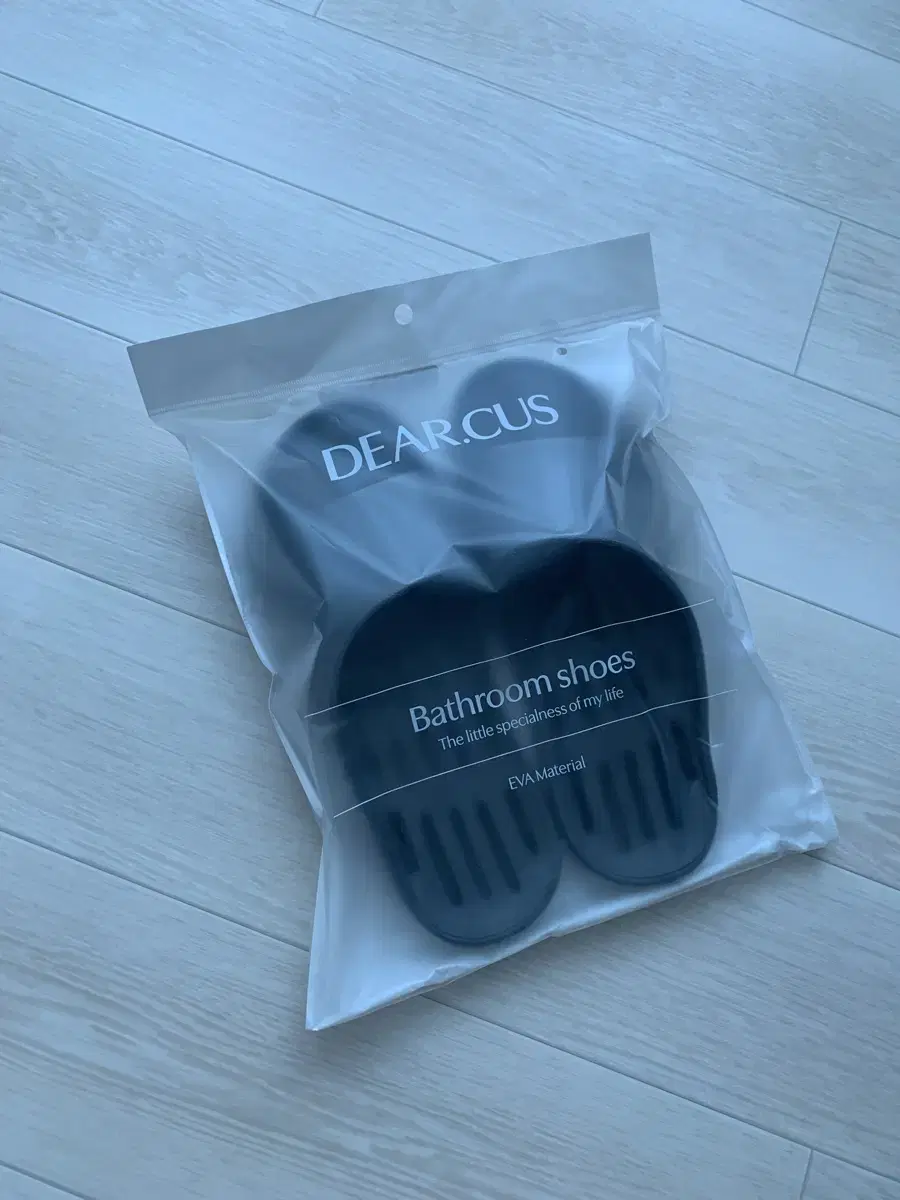 DEAR.CUS
Bathroom shoes
The little specialness of my life
EVA Material